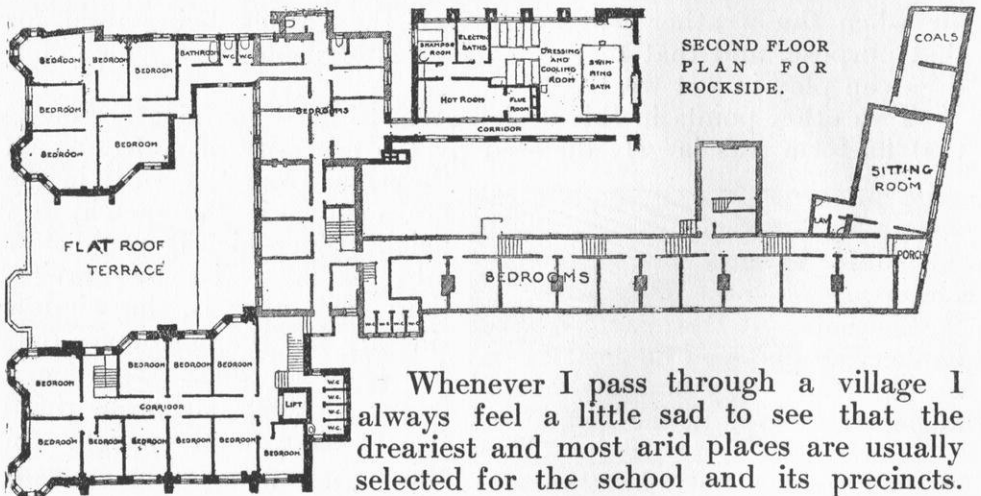 COALS
SECOND FLOOR
PLAN FOR
ROCKSIDE.
SHAMPOO
ROOM
ELECTRIC
BATHS
DRESSING
AND
COOLING
ROOM
SWIM-
MING
BATH
HOT ROOM
FLUE
ROOM
CORRIDOR
BEDROOM
BEDROOM
BEDROOM
BATHROOM
W.C.
W.C.
BEDROOM
BEDROOM
BEDROOM
BEDROOMS
SITTING
ROOM
LAV
PORCH
FLAT ROOF
TERRACE
BEDROOMS
W.C.
W.C.
W.C.
W.C.
BEDROOM
BEDROOM
BEDROOM
BEDROOM
CORRIDOR
LIFT
W.C.
W.C.
W.C.
W.C.
BEDROOM
BEDROOM
BEDROOM
BEDROOM
BEDROOM
BEDROOM
Whenever I pass through a village I
always feel a little sad to see that the
dreariest and most arid places are usually
selected for the school and its precincts.